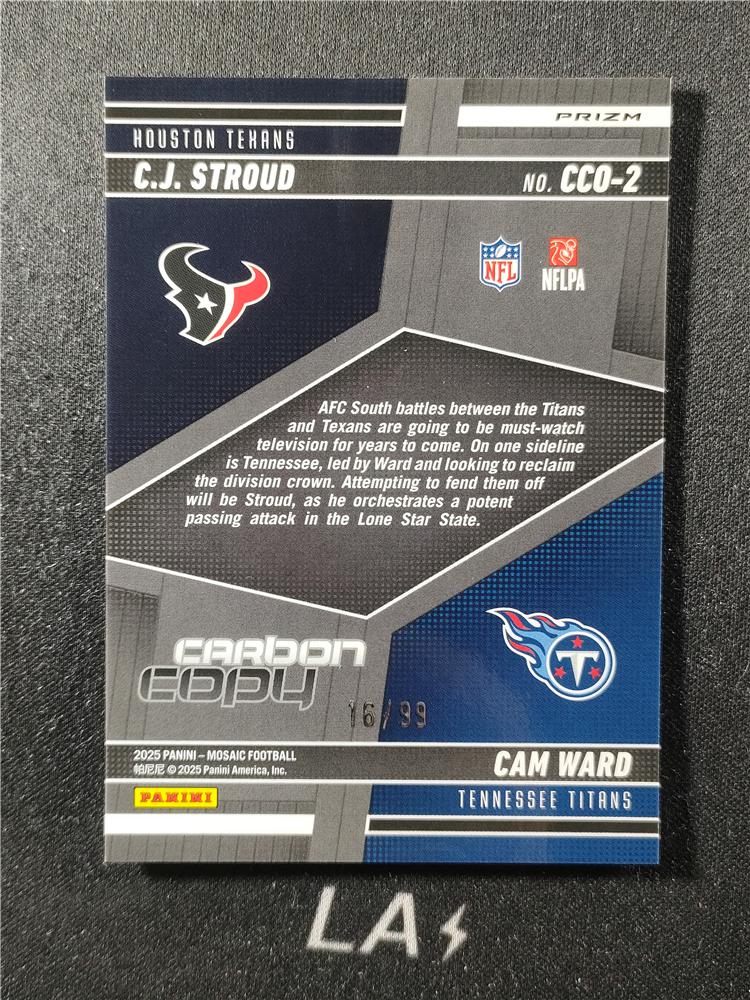 PRIZM
HOUSTON TEXANS
C.J. STROUD
NO. CCO-2
NFL
NFLPA
AFC South battles between the Titans
and Texans are going to be must-watch
television for years to come. On one sideline
is Tennessee, led by Ward and looking to reclaim
the division crown. Attempting to fend them off
will be Stroud, as he orchestrates a potent
passing attack in the Lone Star State.
carbon
copy
T
16/99
2025 PANINI – MOSAIC FOOTBALL
帕尼尼 © 2025 Panini America, Inc.
CAM WARD
PANINI
TENNESSEE TITANS
LA